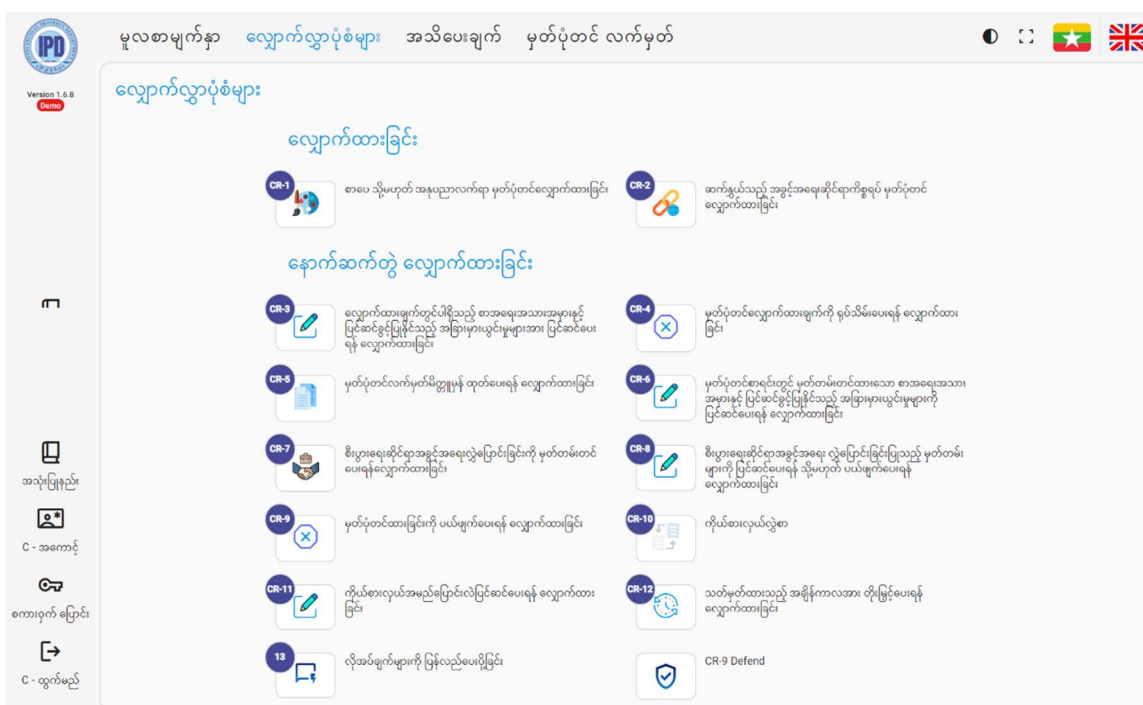 IPD
မူလစာမျက်နှာ လျှောက်လွှာပုံစံများ အသိပေးချက် မှတ်ပုံတင် လက်မှတ်
Version 1.6.8
Demo
လျှောက်လွှာပုံစံများ
လျှောက်ထားခြင်း
CR-1
စာပေ သို့မဟုတ် အနုပညာလက်ရာ မှတ်ပုံတင်လျှောက်ထားခြင်း
CR-2
ဆက်နွှယ်သည့် အခွင့်အရေးဆိုင်ရာကိစ္စရပ် မှတ်ပုံတင်
လျှောက်ထားခြင်း
နောက်ဆက်တွဲ လျှောက်ထားခြင်း
CR-3
လျှောက်ထားချက်တွင်ပါရှိသည့် စာအရေးအသားအမှားနှင့်
ပြင်ဆင်ခွင့်ပြုနိုင်သည့် အခြားမှားယွင်းမှုများအား ပြင်ဆင်ပေး
ရန် လျှောက်ထားခြင်း
CR-4
မှတ်ပုံတင်လျှောက်ထားချက်ကို ရုပ်သိမ်းပေးရန် လျှောက်ထား
ခြင်း
CR-5
မှတ်ပုံတင်လက်မှတ်မိတ္တူမှန် ထုတ်ပေးရန် လျှောက်ထားခြင်း
CR-6
မှတ်ပုံတင်စာရင်းတွင် မှတ်တမ်းတင်ထားသော စာအရေးအသား
အမှားနှင့် ပြင်ဆင်ခွင့်ပြုနိုင်သည့် အခြားမှားယွင်းမှုများကို
ပြင်ဆင်ပေးရန် လျှောက်ထားခြင်း
CR-7
စီးပွားရေးဆိုင်ရာအခွင့်အရေးလွှဲပြောင်းခြင်းကို မှတ်တမ်းတင်
ပေးရန်လျှောက်ထားခြင်း
CR-8
စီးပွားရေးဆိုင်ရာအခွင့်အရေး လွှဲပြောင်းခြင်းပြုသည့် မှတ်တမ်း
များကို ပြင်ဆင်ပေးရန် သို့မဟုတ် ပယ်ဖျက်ပေးရန်
လျှောက်ထားခြင်း
CR-9
မှတ်ပုံတင်ထားခြင်းကို ပယ်ဖျက်ပေးရန် လျှောက်ထားခြင်း
CR-10
ကိုယ်စားလှယ်လွှဲစာ
CR-11
ကိုယ်စားလှယ်အမည်ပြောင်းလဲပြင်ဆင်ပေးရန် လျှောက်ထား
ခြင်း
CR-12
သတ်မှတ်ထားသည့် အချိန်ကာလအား တိုးမြှင့်ပေးရန်
လျှောက်ထားခြင်း
13
လိုအပ်ချက်များကို ပြန်လည်ပေးပို့ခြင်း
CR-9 Defend
အသုံးပြုနည်း
C - အကောင့်
စကားဝှက် ပြောင်း
C - ထွက်မည်